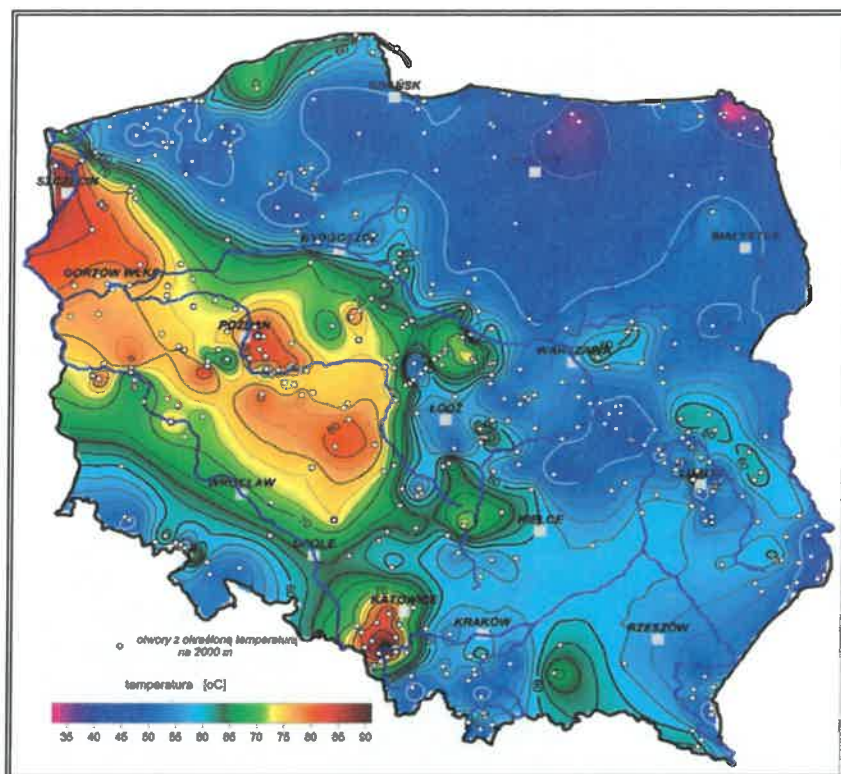 GDAŃSK
SZCZECIN
BYDGOSZCZ
BIAŁYSTOK
GORZÓW WLKP.
POZNAŃ
WARSZAWA
ŁÓDŹ
WROCŁAW
KIELCE
OPOLE
KATOWICE
KRAKÓW
RZESZÓW
otwory z określoną temperaturą
na 2000 m
temperatura [oC]
35 40 45 50 55 60 65 70 75 80 85 90